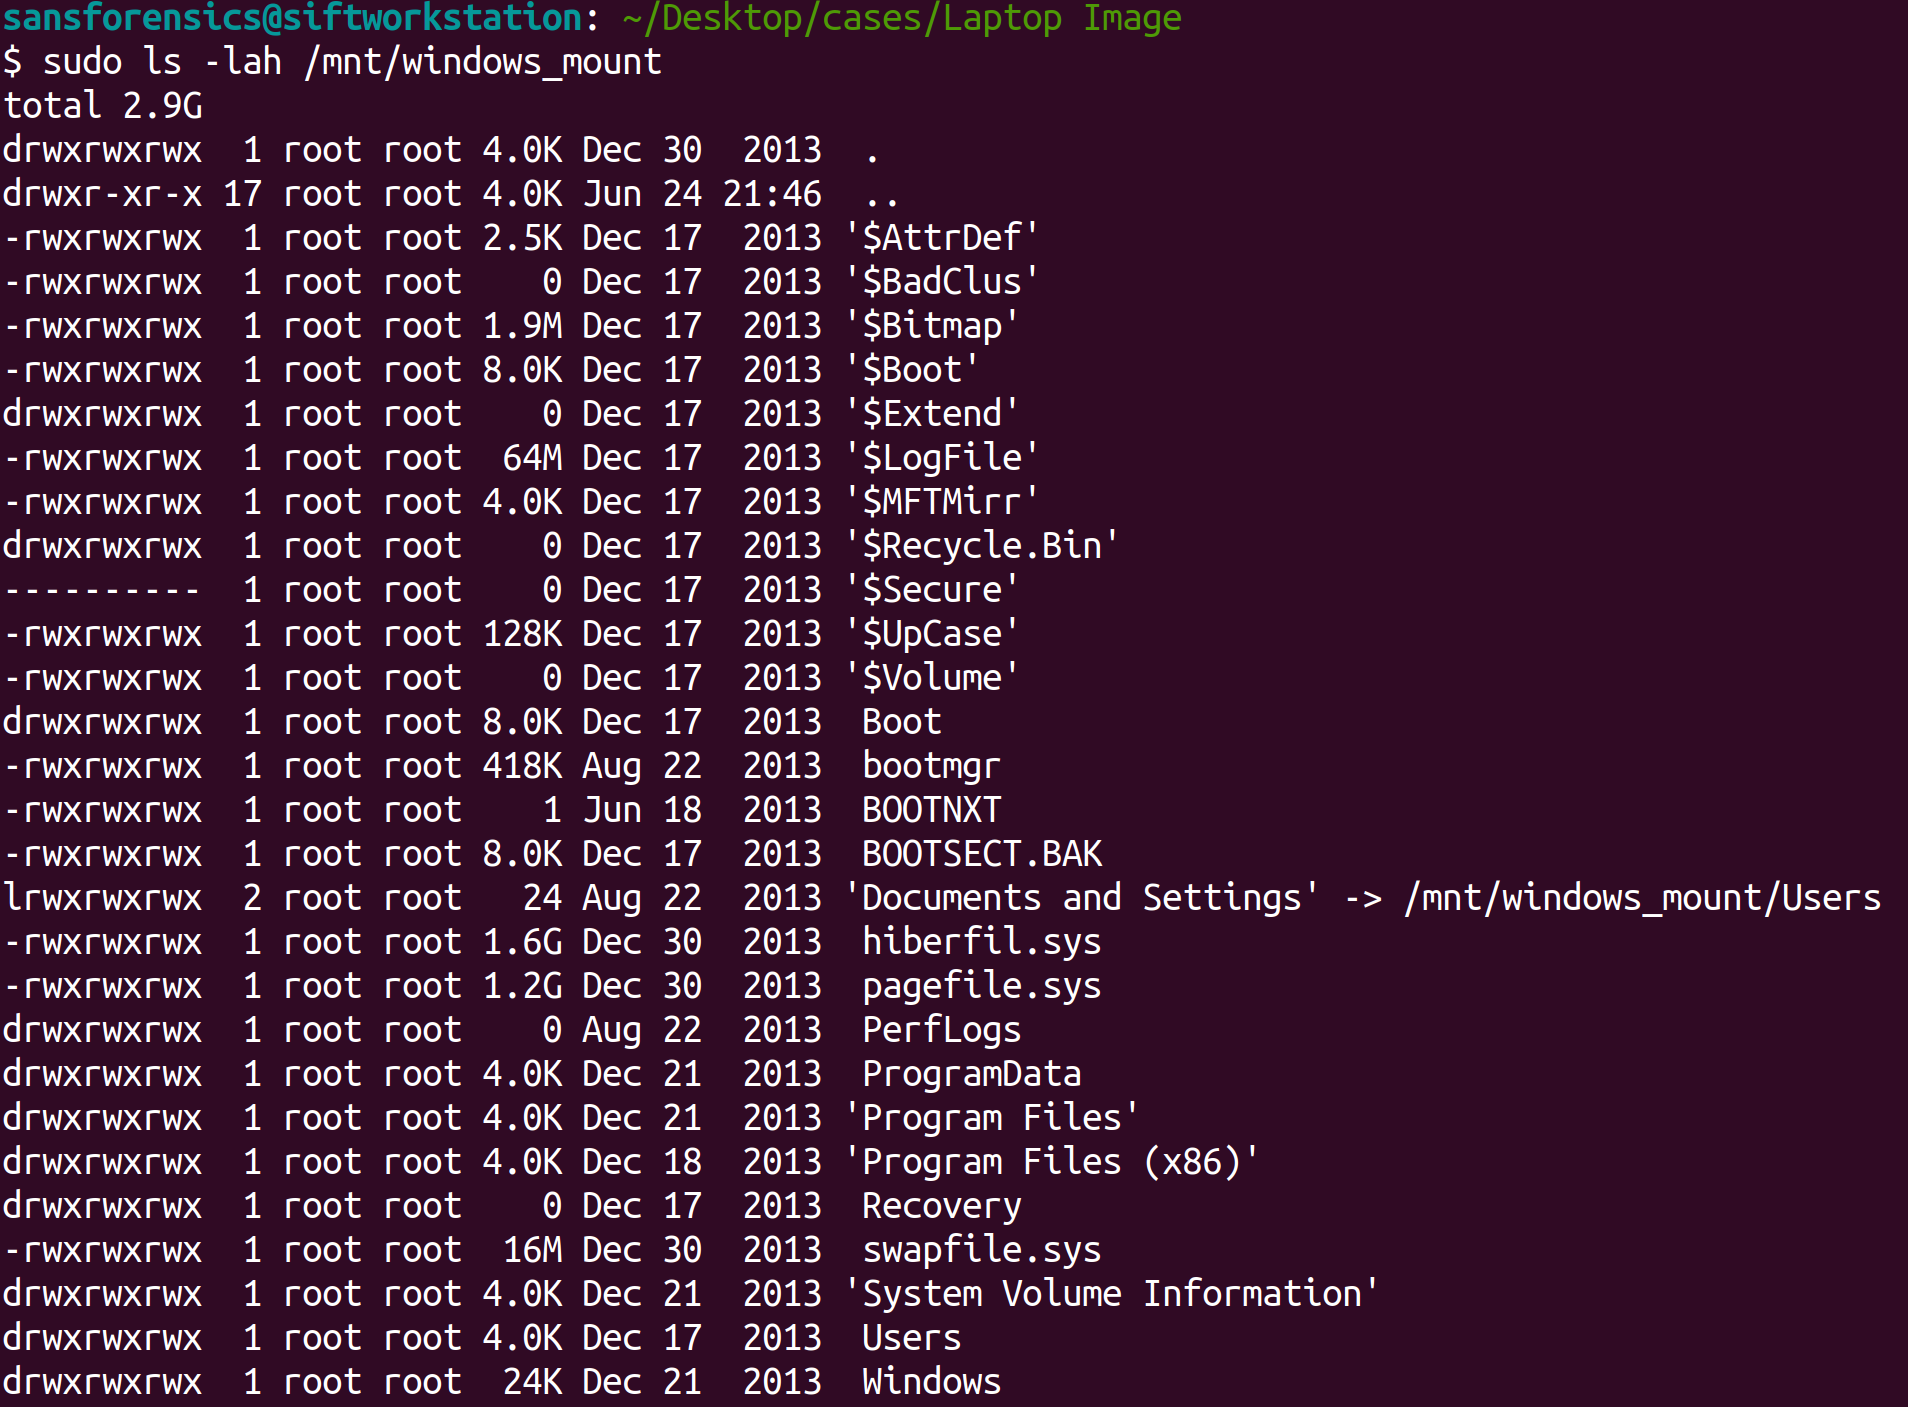 sansforensics@siftworkstation: ~/Desktop/cases/Laptop Image
$ sudo ls -lah /mnt/windows_mount
total 2.9G
drwxrwxrwx  1 root root 4.0K Dec 30  2013  .
drwxr-xr-x 17 root root 4.0K Jun 24 21:46  ..
-rwxrwxrwx  1 root root 2.5K Dec 17  2013 '$AttrDef'
-rwxrwxrwx  1 root root    0 Dec 17  2013 '$BadClus'
-rwxrwxrwx  1 root root 1.9M Dec 17  2013 '$Bitmap'
-rwxrwxrwx  1 root root 8.0K Dec 17  2013 '$Boot'
drwxrwxrwx  1 root root    0 Dec 17  2013 '$Extend'
-rwxrwxrwx  1 root root  64M Dec 17  2013 '$LogFile'
-rwxrwxrwx  1 root root 4.0K Dec 17  2013 '$MFTMirr'
drwxrwxrwx  1 root root    0 Dec 17  2013 '$Recycle.Bin'
----------  1 root root    0 Dec 17  2013 '$Secure'
-rwxrwxrwx  1 root root 128K Dec 17  2013 '$UpCase'
-rwxrwxrwx  1 root root    0 Dec 17  2013 '$Volume'
drwxrwxrwx  1 root root 8.0K Dec 17  2013  Boot
-rwxrwxrwx  1 root root 418K Aug 22  2013  bootmgr
-rwxrwxrwx  1 root root    1 Jun 18  2013  BOOTNXT
-rwxrwxrwx  1 root root 8.0K Dec 17  2013  BOOTSECT.BAK
lrwxrwxrwx  2 root root   24 Aug 22  2013 'Documents and Settings' -> /mnt/windows_mount/Users
-rwxrwxrwx  1 root root 1.6G Dec 30  2013  hiberfil.sys
-rwxrwxrwx  1 root root 1.2G Dec 30  2013  pagefile.sys
drwxrwxrwx  1 root root    0 Aug 22  2013  PerfLogs
drwxrwxrwx  1 root root 4.0K Dec 21  2013  ProgramData
drwxrwxrwx  1 root root 4.0K Dec 21  2013 'Program Files'
drwxrwxrwx  1 root root 4.0K Dec 18  2013 'Program Files (x86)'
drwxrwxrwx  1 root root    0 Dec 17  2013  Recovery
-rwxrwxrwx  1 root root  16M Dec 30  2013  swapfile.sys
drwxrwxrwx  1 root root 4.0K Dec 21  2013 'System Volume Information'
drwxrwxrwx  1 root root 4.0K Dec 17  2013  Users
drwxrwxrwx  1 root root  24K Dec 21  2013  Windows